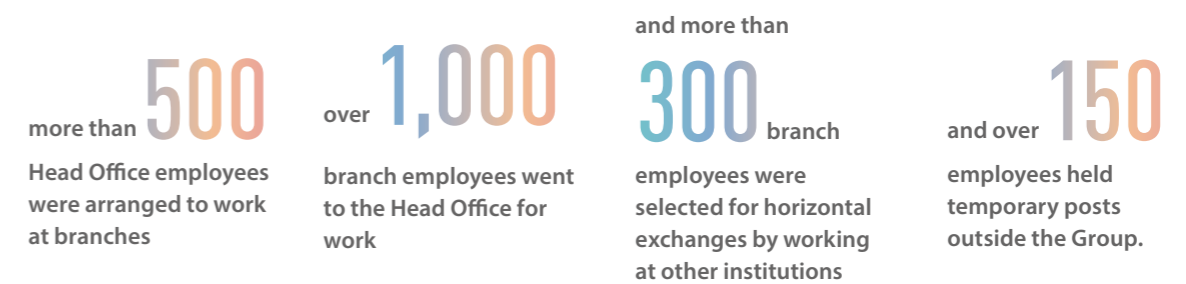 more than 500
Head Office employees
were arranged to work
at branches
over 1,000
branch employees went
to the Head Office for
work
and more than
300 branch
employees were
selected for horizontal
exchanges by working
at other institutions
and over 150
employees held
temporary posts
outside the Group.